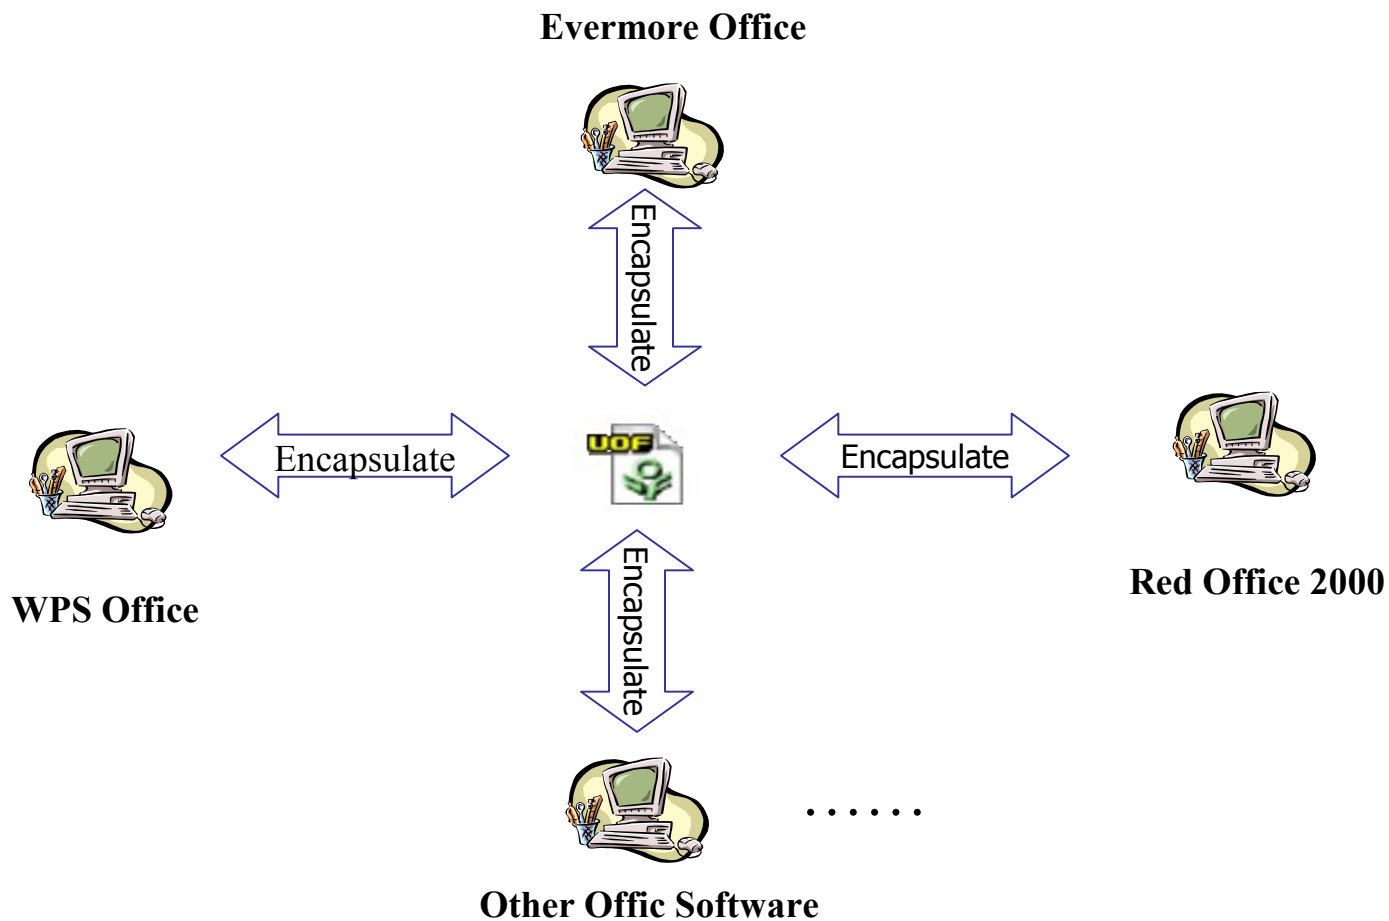 Evermore Office
Encapsulate
Encapsulate
UOF
Encapsulate
WPS Office
Red Office 2000
Encapsulate
......
Other Offic Software